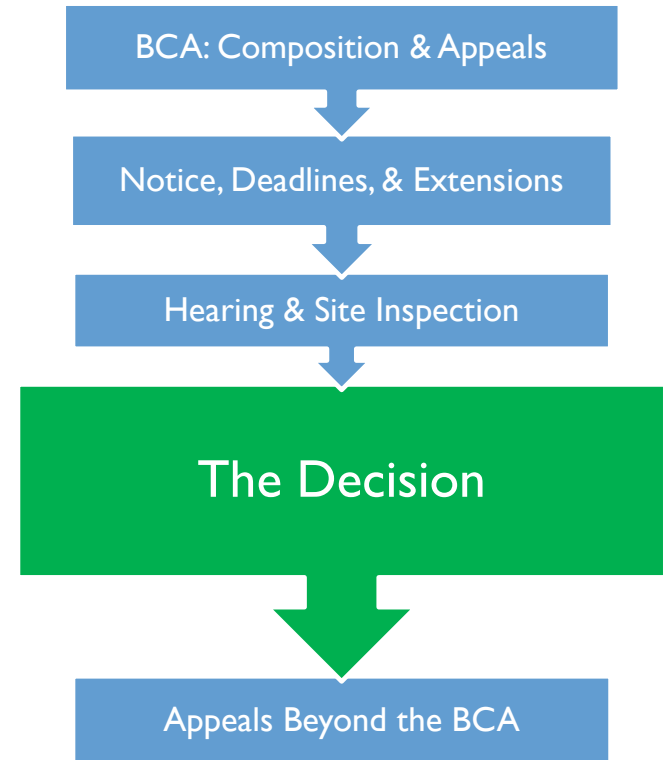 BCA: Composition & Appeals
Notice, Deadlines, & Extensions
Hearing & Site Inspection
The Decision
Appeals Beyond the BCA